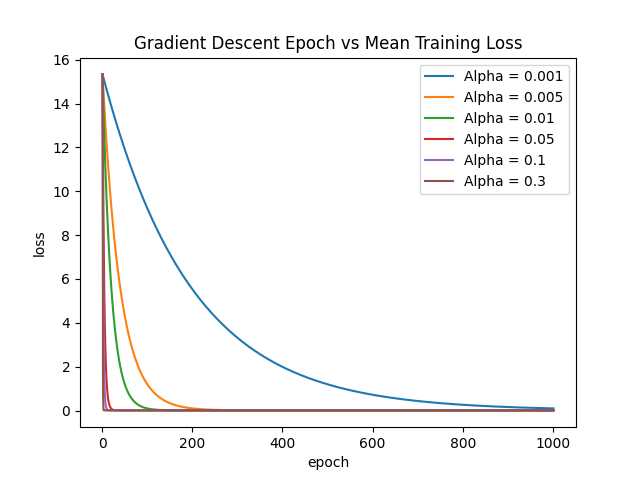 Gradient Descent Epoch vs Mean Training Loss
16
14
12
10
8
6
4
2
0
loss
Alpha = 0.001
Alpha = 0.005
Alpha = 0.01
Alpha = 0.05
Alpha = 0.1
Alpha = 0.3
0 200 400 600 800 1000
epoch